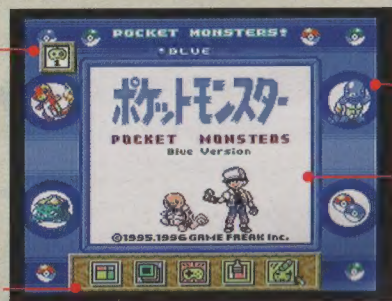 POCKET MONSTERS!
BLUE
ポケットモンスター
POCKET MONSTERS
Blue Version
©1995.1996 GAME FREAK Inc.